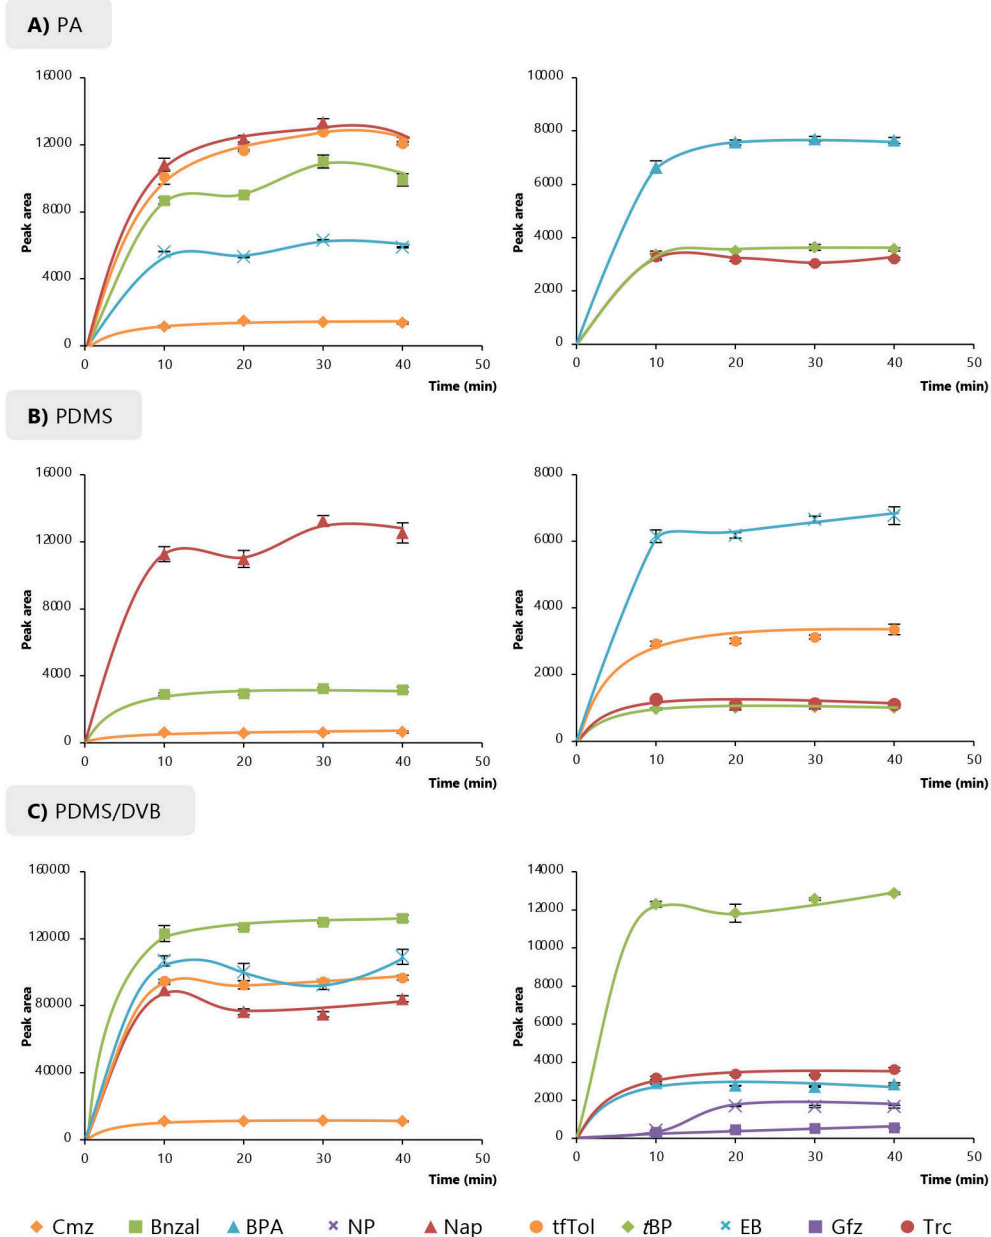 A) PA
16000
12000
8000
4000
0
Peak area
0 10 20 30 40 50
Time (min)
10000
8000
6000
4000
2000
0
Peak area
0 10 20 30 40 50
Time (min)
B) PDMS
16000
12000
8000
4000
0
Peak area
0 10 20 30 40 50
Time (min)
8000
6000
4000
2000
0
Peak area
0 10 20 30 40 50
Time (min)
C) PDMS/DVB
160000
120000
80000
40000
0
Peak area
0 10 20 30 40 50
Time (min)
14000
12000
10000
8000
6000
4000
2000
0
Peak area
0 10 20 30 40 50
Time (min)
Cmz Bnzal BPA NP Nap tfTol tBP EB Gfz Trc